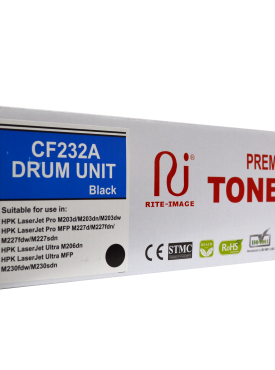 CF232A
DRUM UNIT
Black
Suitable for use in:
HPK LaserJet Pro M203d/M203dn/M203dw
HPK LaserJet Pro MFP M227d/M227fdn/
M227fdw/M227sdn
HPK LaserJet Ultra M206dn
HPK LaserJet Ultra MFP
M230fdw/M230sdn
Ri
RITE-IMAGE
PREM
TONE
CE
STMC
RoHS